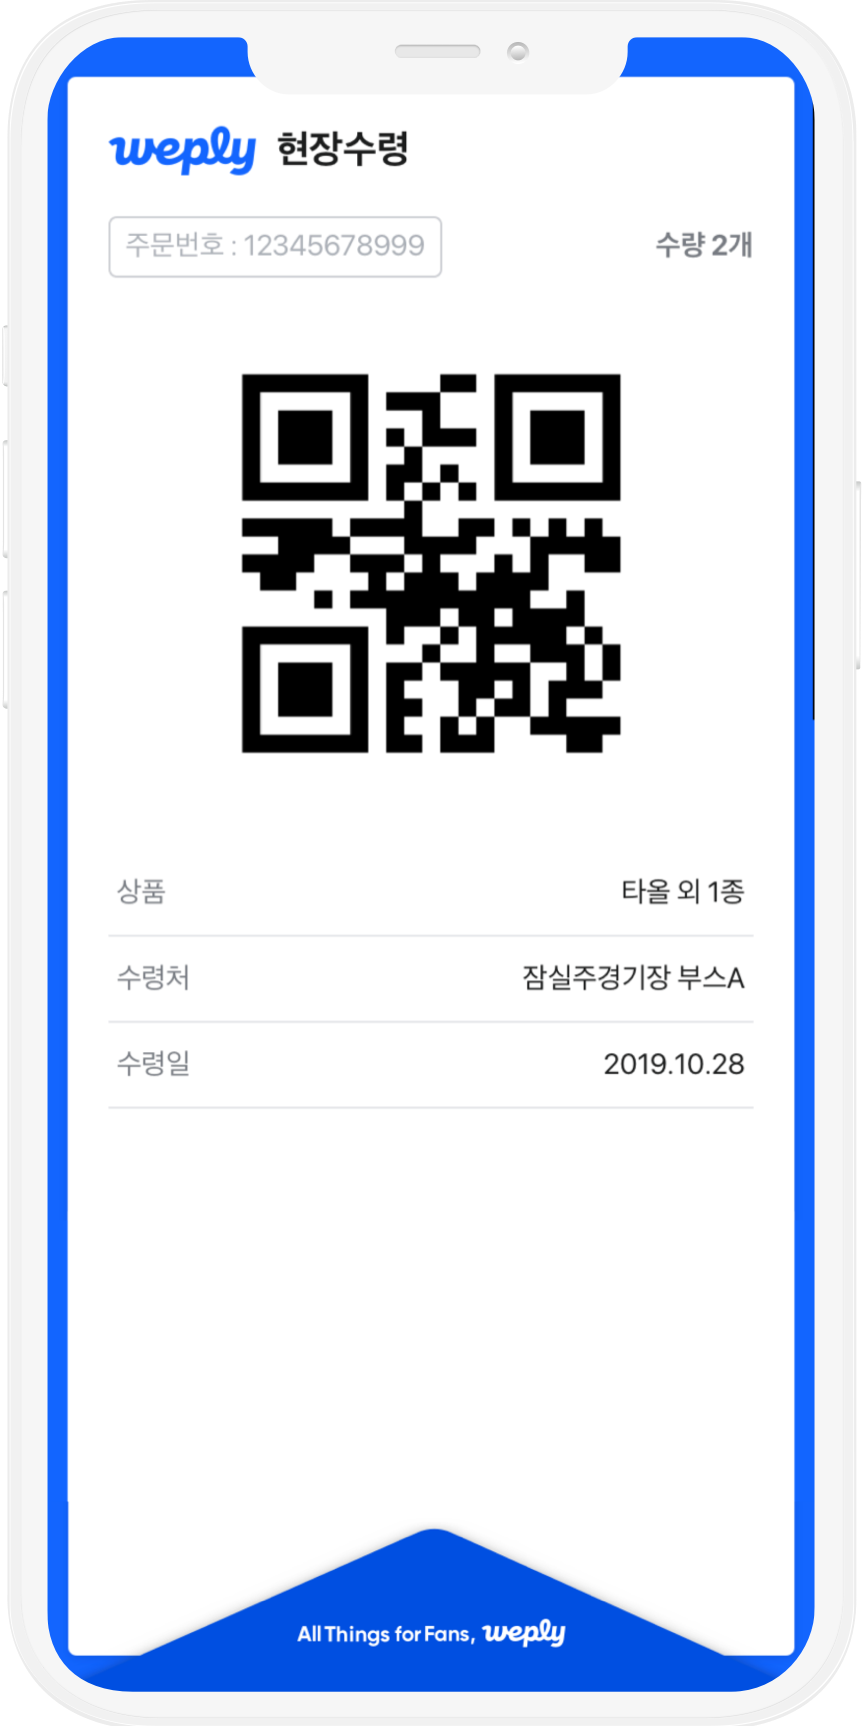 weply 현장수령
주문번호 : 12345678999
수량 2개
상품
타올 외 1종
수령처
잠실주경기장 부스A
수령일
2019.10.28
All Things for Fans, weply